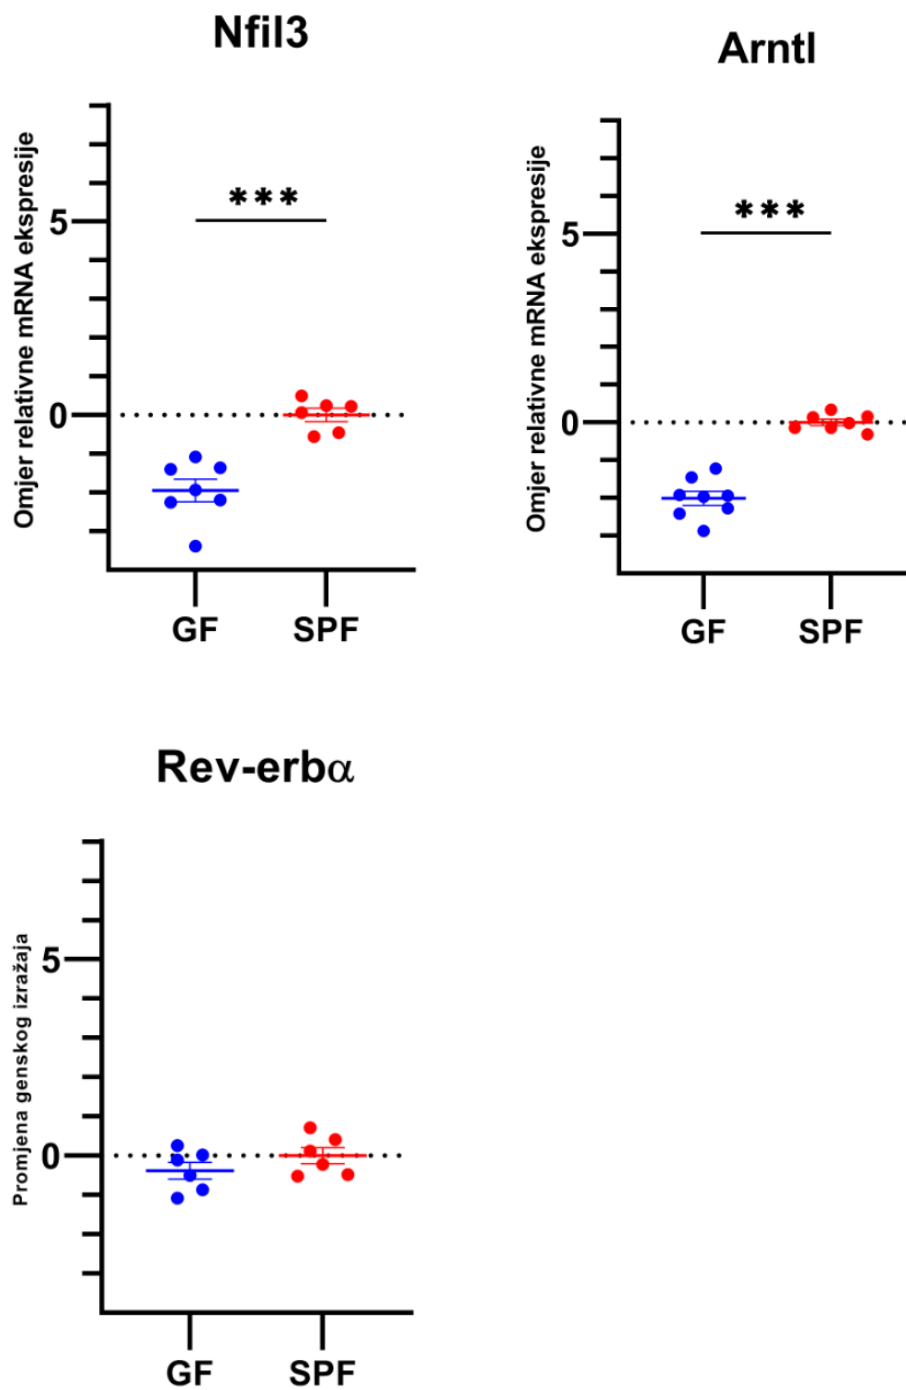 Nfil3
Omjer relativne mRNA ekspresije
5
0
***
GF SPF
Arntl
Omjer relativne mRNA ekspresije
5
0
***
GF SPF
Rev-erbα
Promjena genskog izražaja
5
0
GF SPF